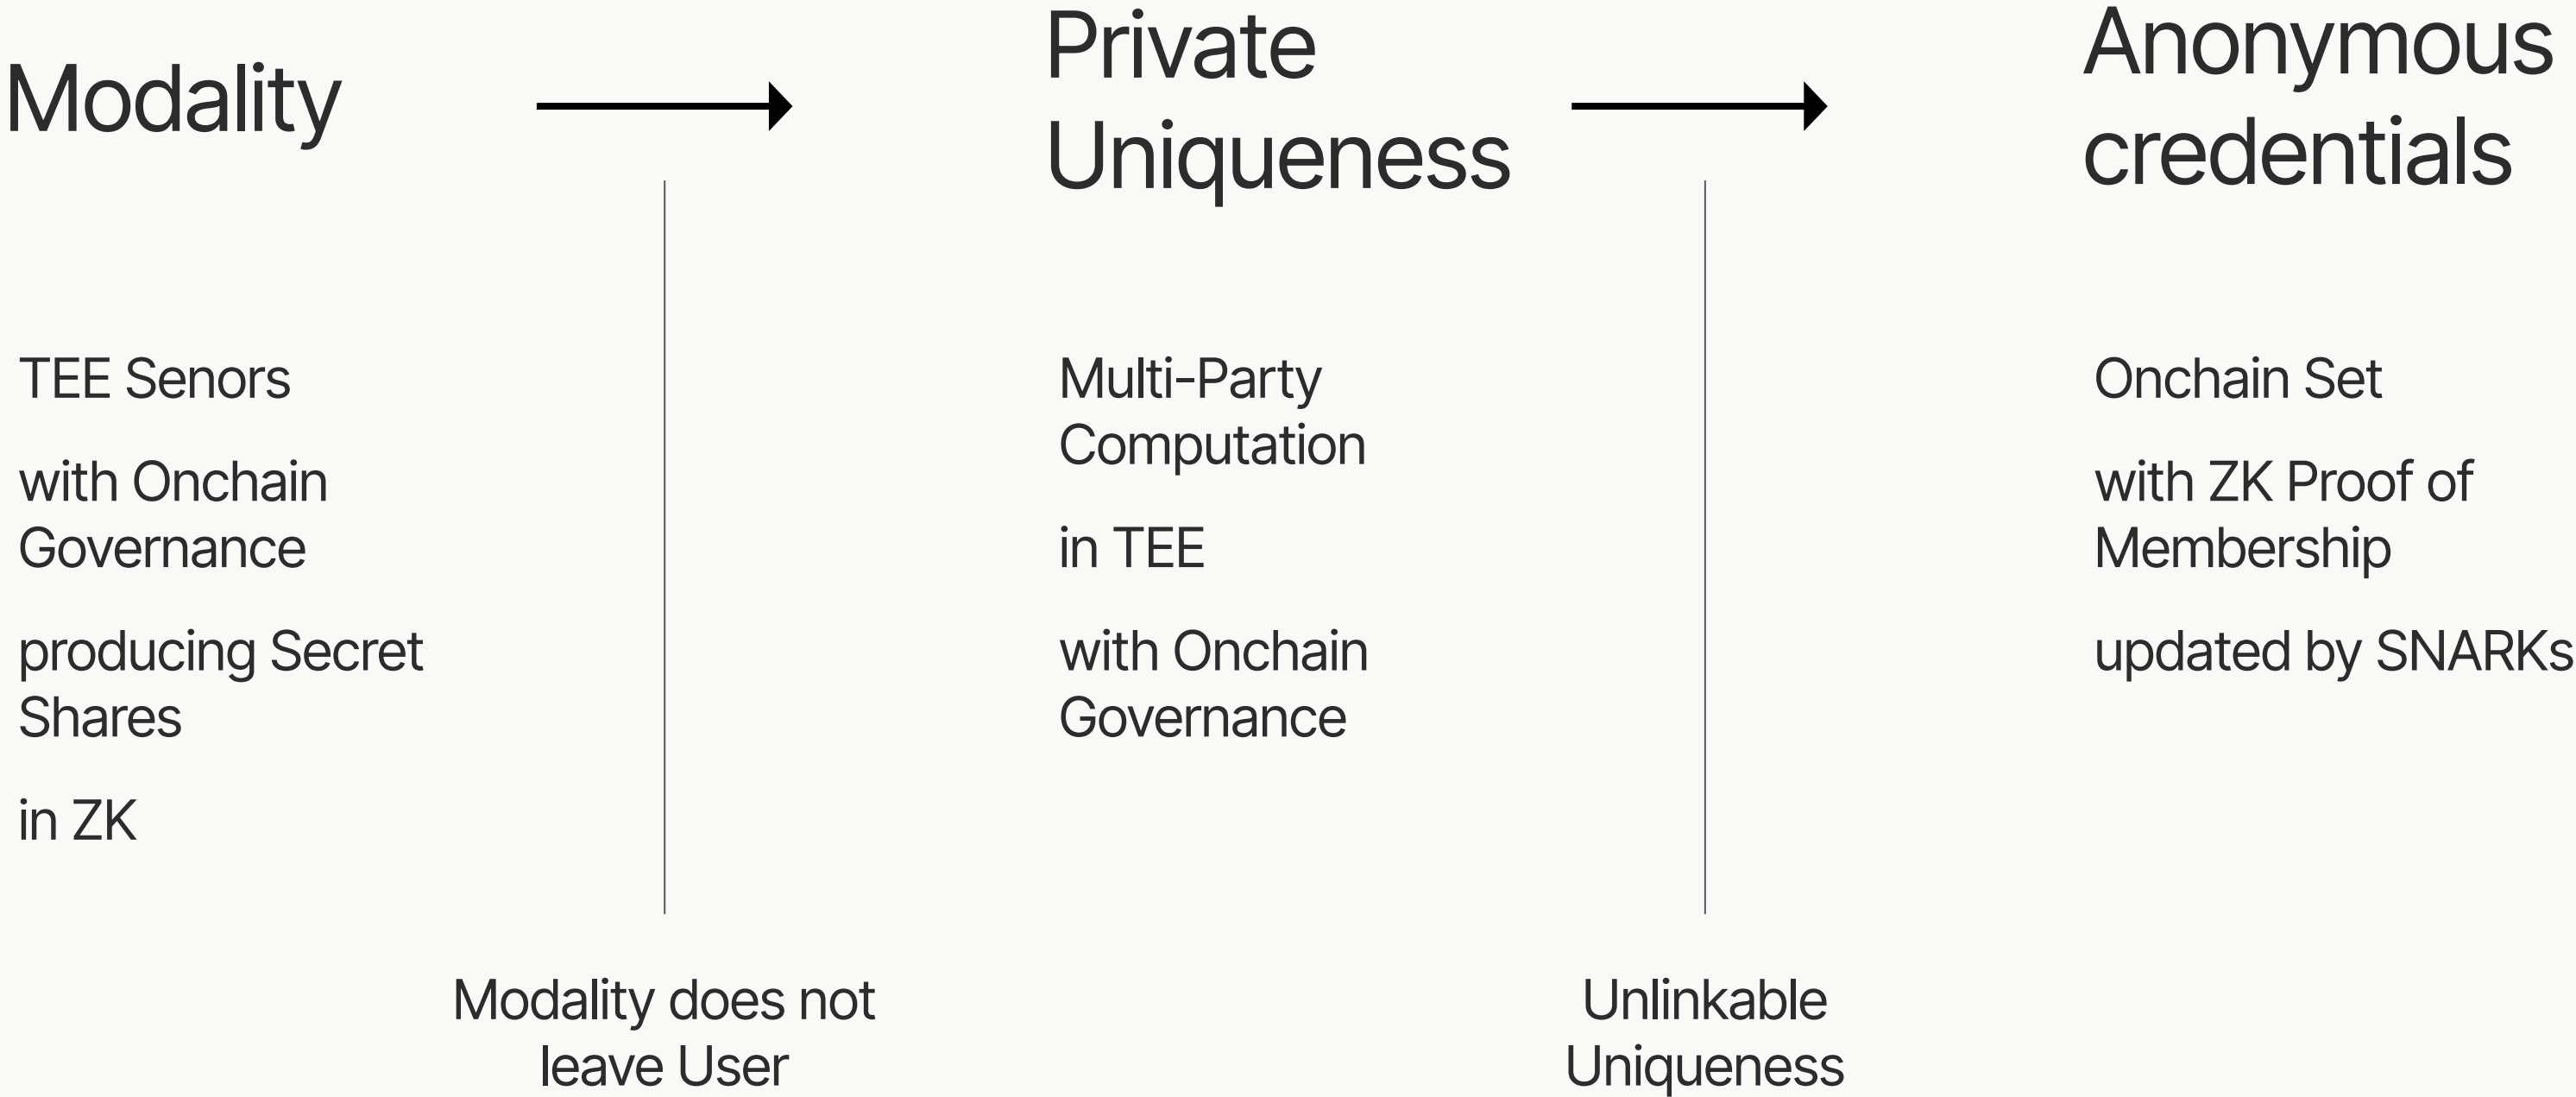 Modality
Private
Uniqueness
Anonymous
credentials
TEE Senors
with Onchain
Governance
producing Secret
Shares
in ZK
Multi-Party
Computation
in TEE
with Onchain
Governance
Onchain Set
with ZK Proof of
Membership
updated by SNARKs
Modality does not
leave User
Unlinkable
Uniqueness